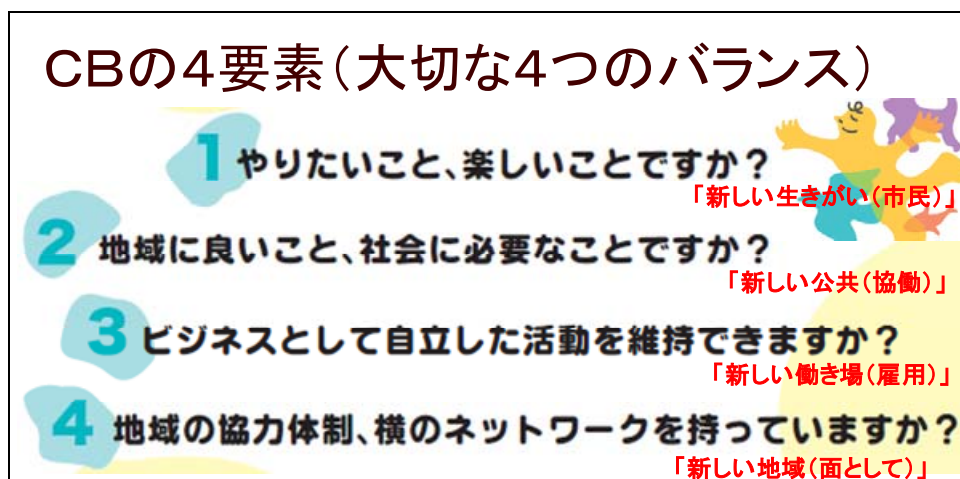 CBの4要素(大切な4つのバランス)
1 やりたいこと、楽しいことですか?
「新しい生きがい(市民)」
2 地域に良いこと、社会に必要なことですか?
「新しい公共(協働)」
3 ビジネスとして自立した活動を維持できますか?
「新しい働き場(雇用)」
4 地域の協力体制、横のネットワークを持っていますか?
「新しい地域(面として)」